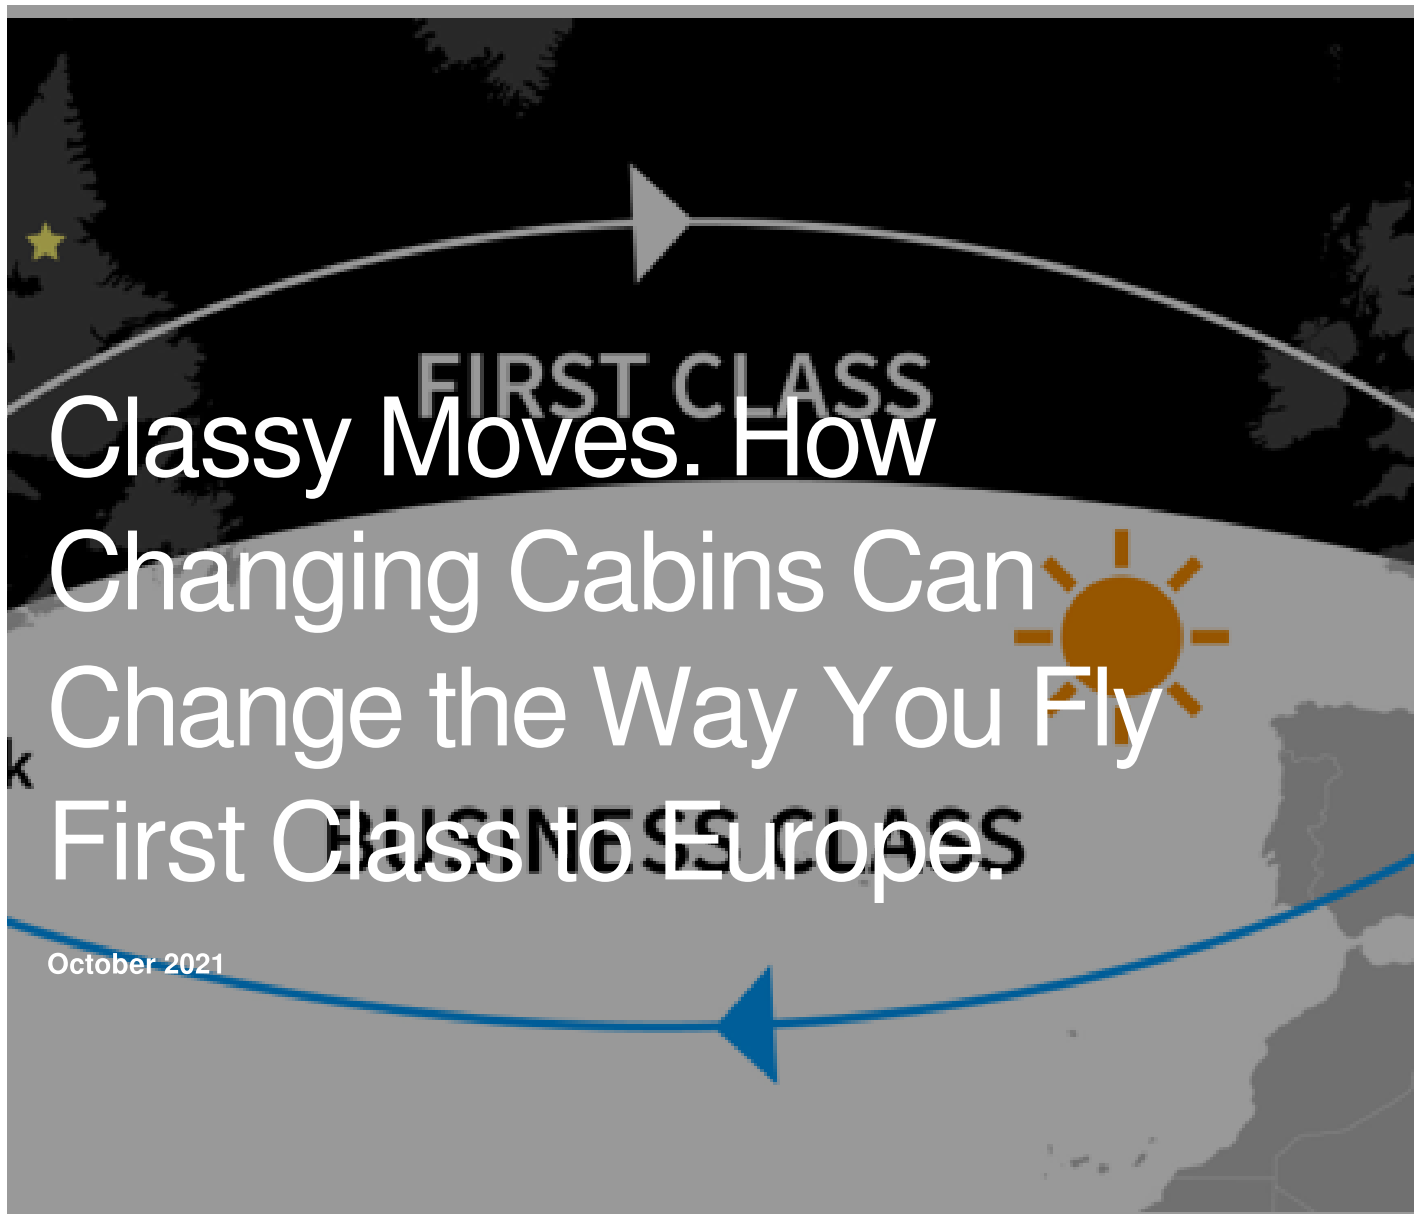 FIRST CLASS
Classy Moves. How
Changing Cabins Can
Change the Way You Fly
k
BUSINESS CLASS
First Class to Europe.
October 2021